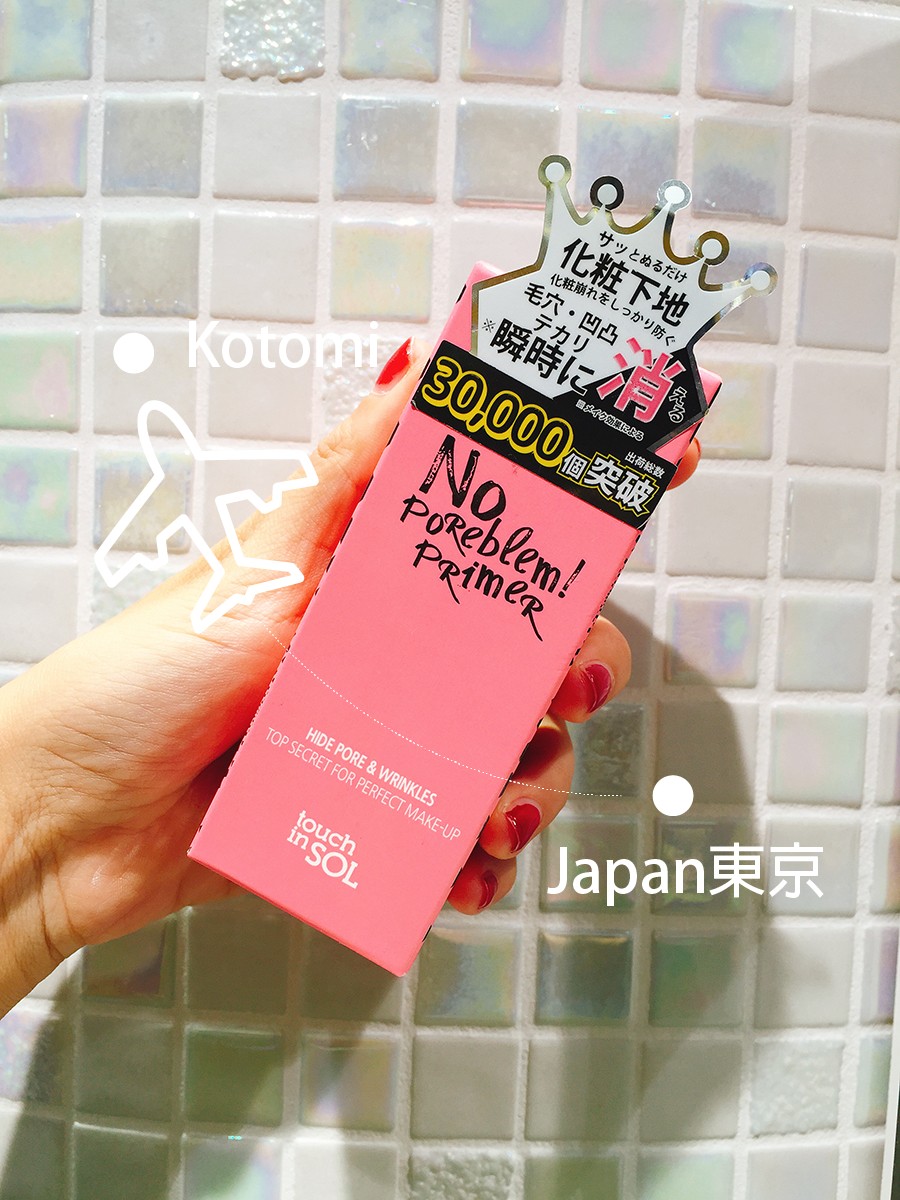 サッとぬるだけ
化粧下地
化粧崩れをしっかり防ぐ
毛穴・凹凸
テカリ
※瞬時に消える
※メイク効果による
出荷総数
30,000個突破
No
POReblem!
PRimeR
Kotomi
HIDE PORE & WRINKLES
TOP SECRET FOR PERFECT MAKE-UP
touch
in SOL
Japan東京